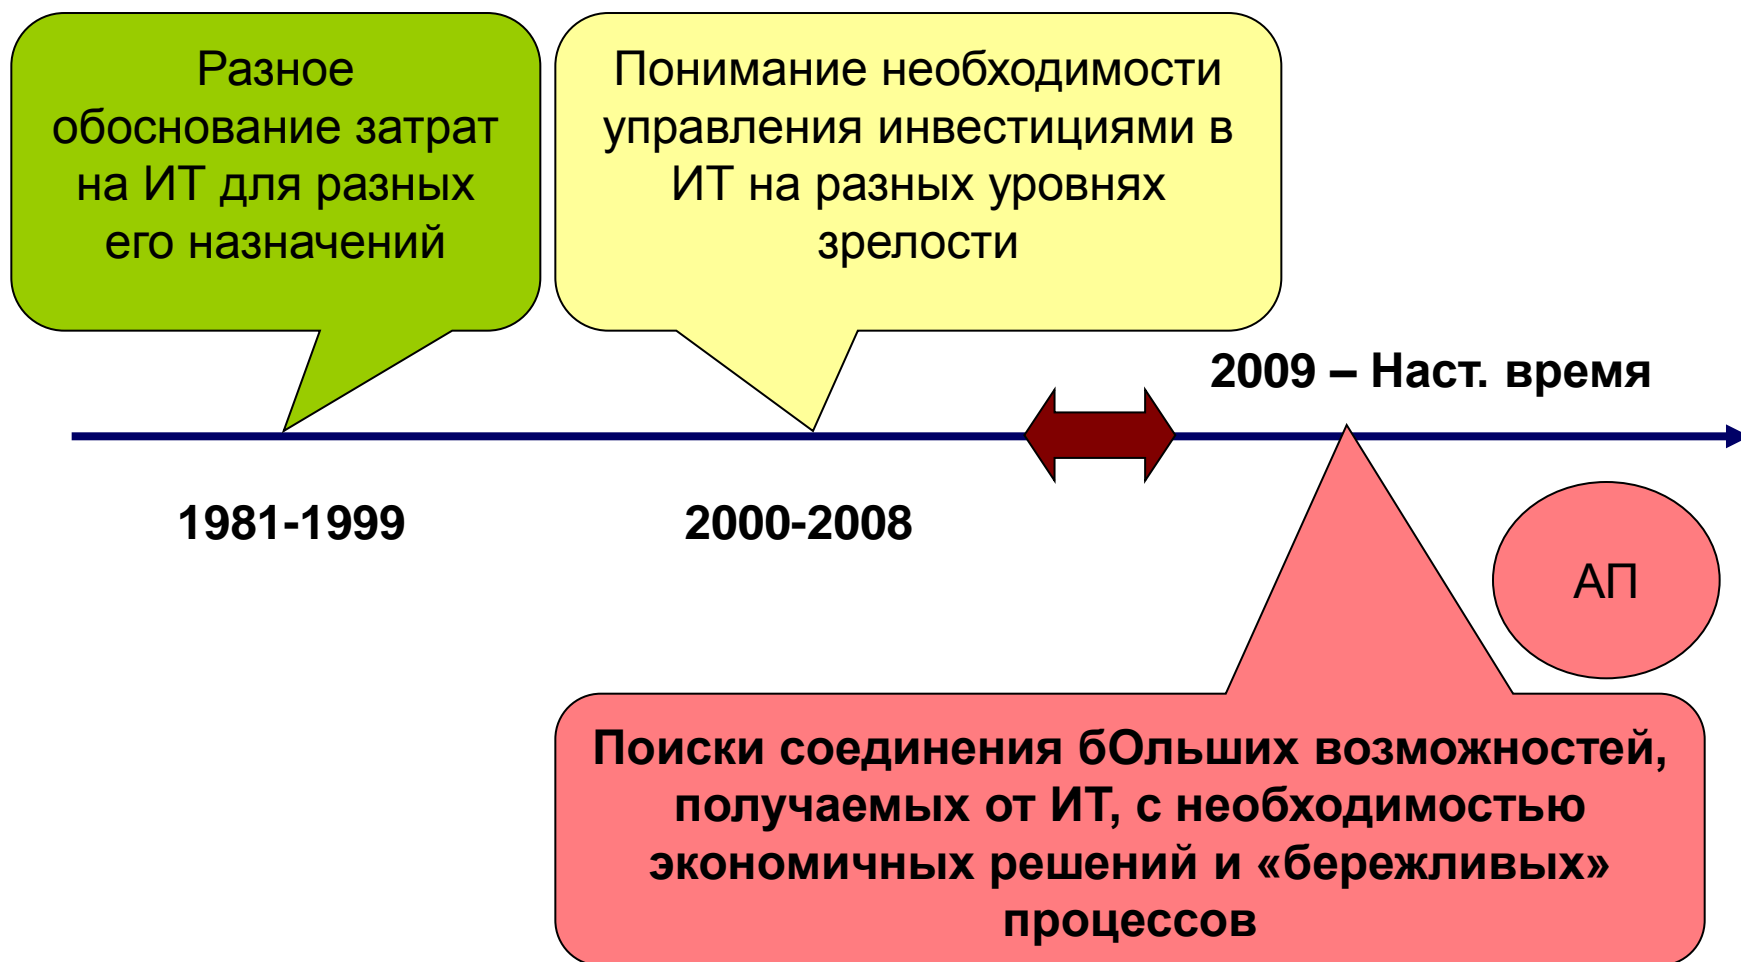 Разное
обоснование затрат
на ИТ для разных
его назначений
Понимание необходимости
управления инвестициями в
ИТ на разных уровнях
зрелости
2009 – Наст. время
1981-1999
2000-2008
АП
Поиски соединения бОльших возможностей,
получаемых от ИТ, с необходимостью
экономичных решений и «бережливых»
процессов